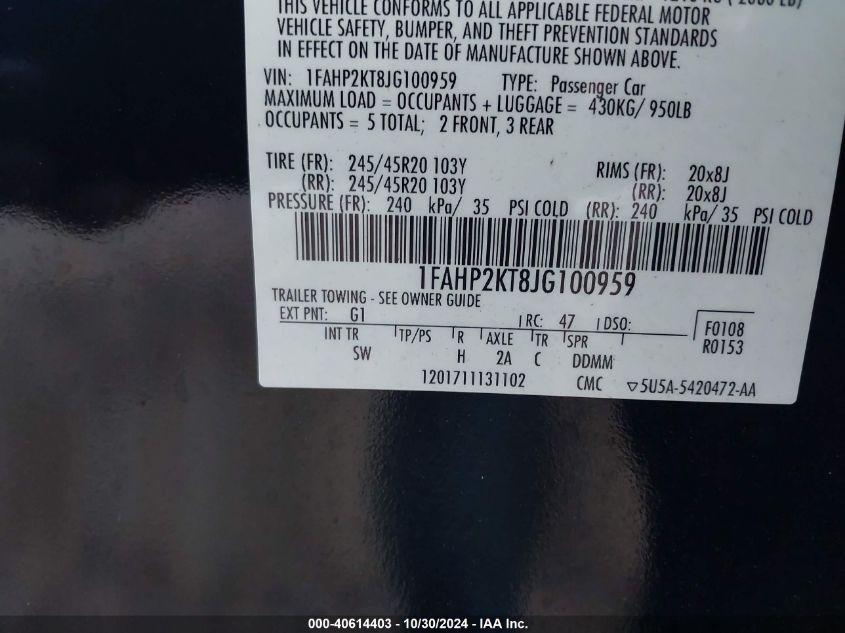 THIS VEHICLE CONFORMS TO ALL APPLICABLE FEDERAL MOTOR
VEHICLE SAFETY, BUMPER, AND THEFT PREVENTION STANDARDS
IN EFFECT ON THE DATE OF MANUFACTURE SHOWN ABOVE.
VIN: 1FAHP2KT8JG100959 TYPE: Passenger Car
MAXIMUM LOAD = OCCUPANTS + LUGGAGE = 430KG/ 950LB
OCCUPANTS = 5 TOTAL; 2 FRONT, 3 REAR
TIRE (FR): 245/45R20 103Y RIMS (FR): 20x8J
(RR): 245/45R20 103Y (RR): 20x8J
PRESSURE (FR): 240 kPa/ 35 PSI COLD (RR): 240 kPa/ 35 PSI COLD
1FAHP2KT8JG100959
TRAILER TOWING - SEE OWNER GUIDE
EXT PNT: G1 RC: 47 DSO: F0108
INT TR TP/PS R AXLE TR SPR R0153
SW H 2A C DDMM
1201711131102 CMC ▽5U5A-5420472-AA
000-40614403 - 10/30/2024 - IAA Inc.